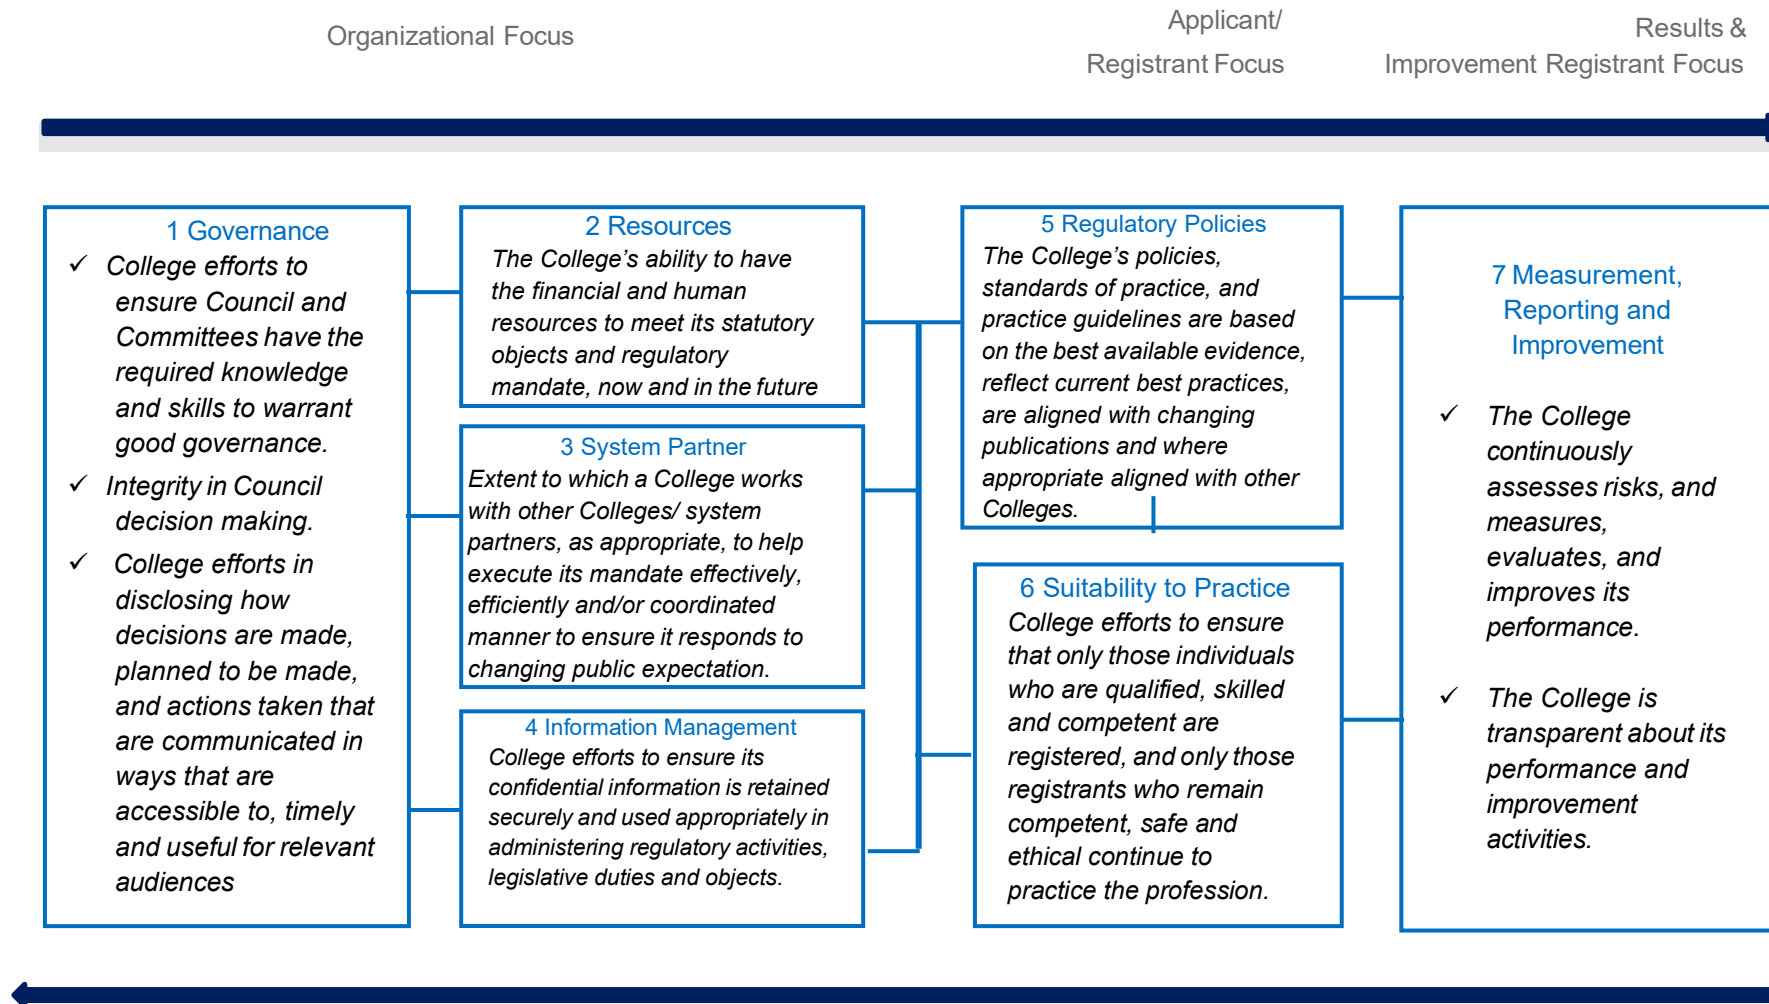 Organizational Focus
Applicant/
Registrant Focus
Results &
Improvement Registrant Focus
1 Governance
✓ College efforts to
ensure Council and
Committees have the
required knowledge
and skills to warrant
good governance.
✓ Integrity in Council
decision making.
✓ College efforts in
disclosing how
decisions are made,
planned to be made,
and actions taken that
are communicated in
ways that are
accessible to, timely
and useful for relevant
audiences
2 Resources
The College’s ability to have
the financial and human
resources to meet its statutory
objects and regulatory
mandate, now and in the future
3 System Partner
Extent to which a College works
with other Colleges/ system
partners, as appropriate, to help
execute its mandate effectively,
efficiently and/or coordinated
manner to ensure it responds to
changing public expectation.
4 Information Management
College efforts to ensure its
confidential information is retained
securely and used appropriately in
administering regulatory activities,
legislative duties and objects.
5 Regulatory Policies
The College’s policies,
standards of practice, and
practice guidelines are based
on the best available evidence,
reflect current best practices,
are aligned with changing
publications and where
appropriate aligned with other
Colleges.
6 Suitability to Practice
College efforts to ensure
that only those individuals
who are qualified, skilled
and competent are
registered, and only those
registrants who remain
competent, safe and
ethical continue to
practice the profession.
7 Measurement,
Reporting and
Improvement
✓ The College
continuously
assesses risks, and
measures,
evaluates, and
improves its
performance.
✓ The College is
transparent about its
performance and
improvement
activities.